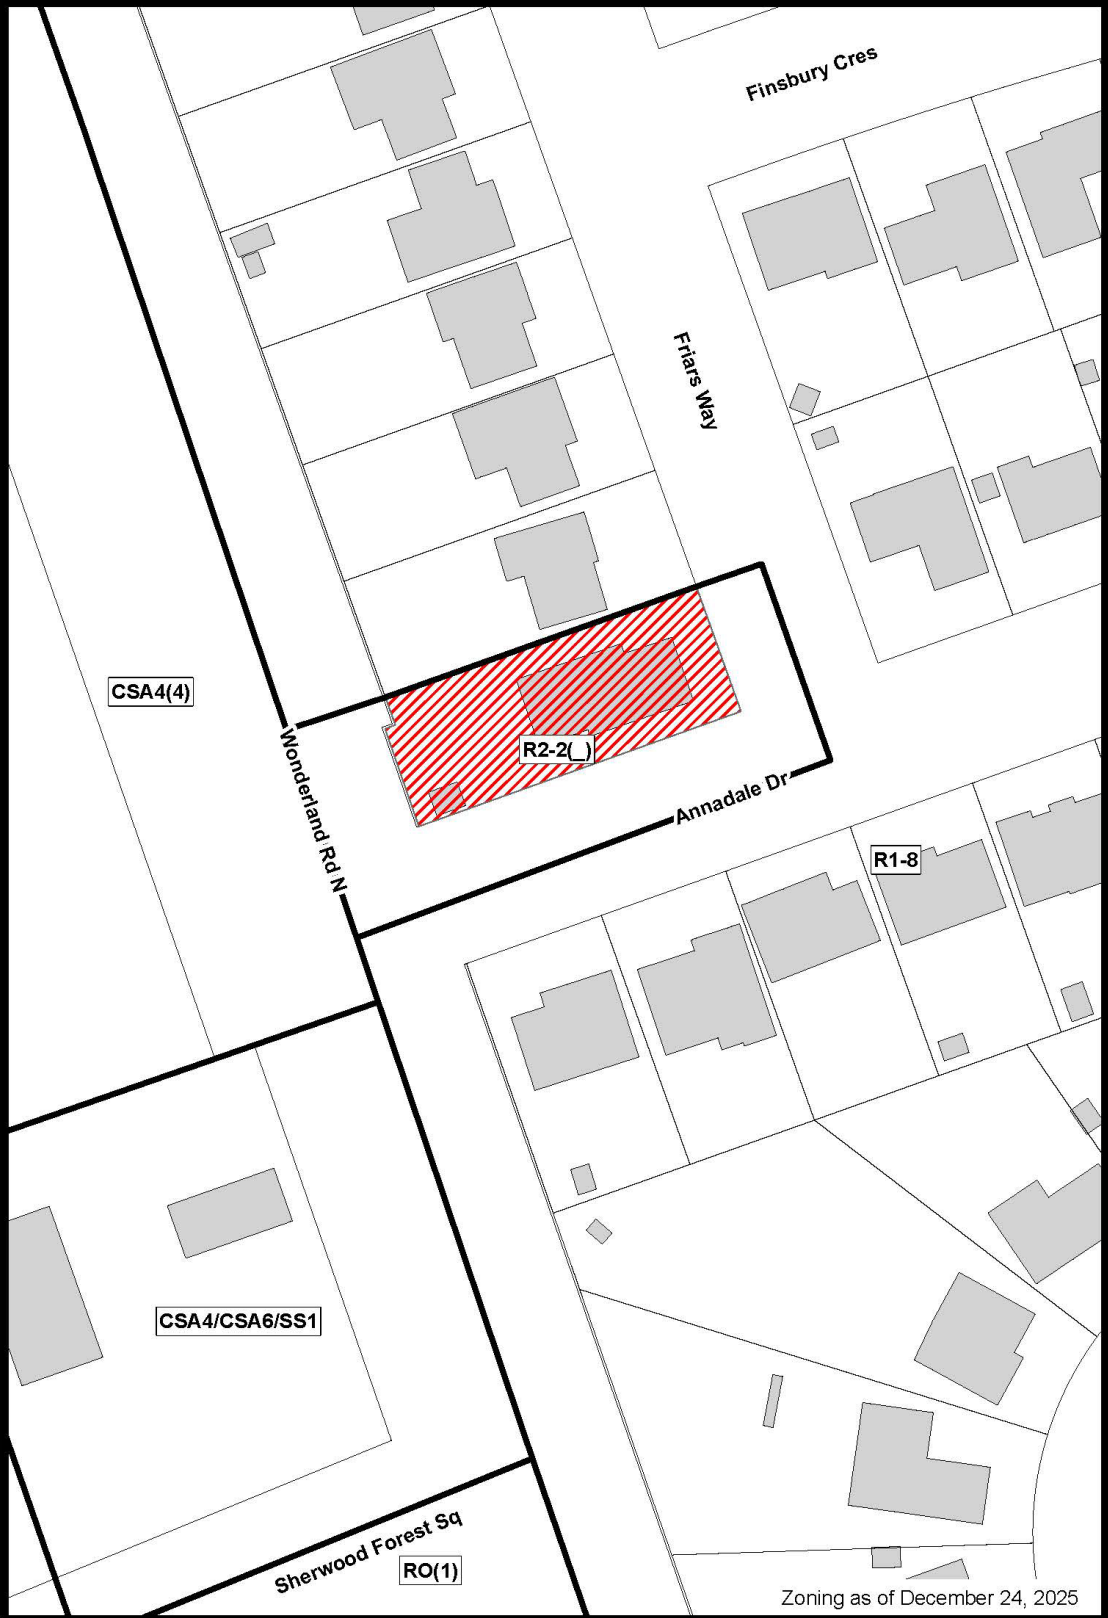 Finsbury Cres
Friars Way
CSA4(4)
Wonderland Rd N
R2-2(_)
Annadale Dr
R1-8
CSA4/CSA6/SS1
Sherwood Forest Sq
RO(1)
Zoning as of December 24, 2025